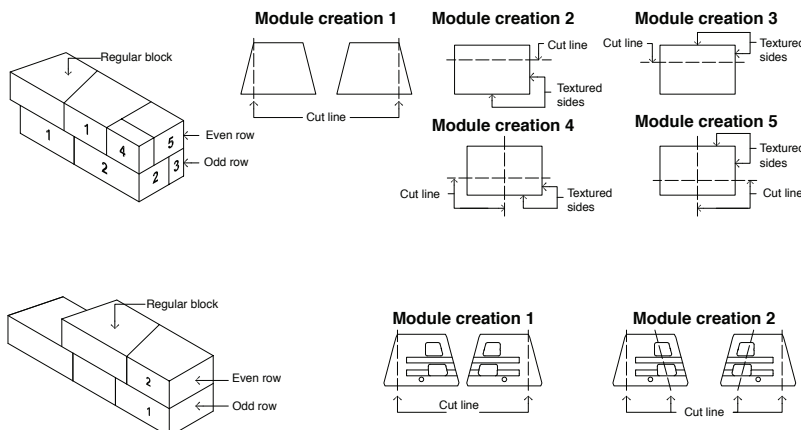 Module creation 1
Module creation 2
Module creation 3
Regular block
1
1
4
5
2
2
3
Even row
Odd row
Cut line
Cut line
Textured
sides
Cut line
Textured
sides
Module creation 4
Module creation 5
Cut line
Textured
sides
Textured
sides
Cut line
Regular block
2
1
Even row
Odd row
Module creation 1
Module creation 2
Cut line
Cut line